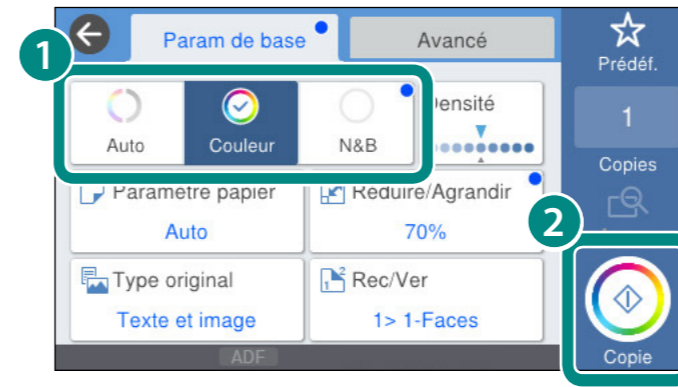 1
Param de base
Avancé
Prédéf.
Auto
Couleur
N&B
Densité
1
Copies
Paramètre papier
Auto
Réduire/Agrandir
70%
2
Type original
Texte et image
Rec/Ver
1> 1-Faces
ADF
Copie